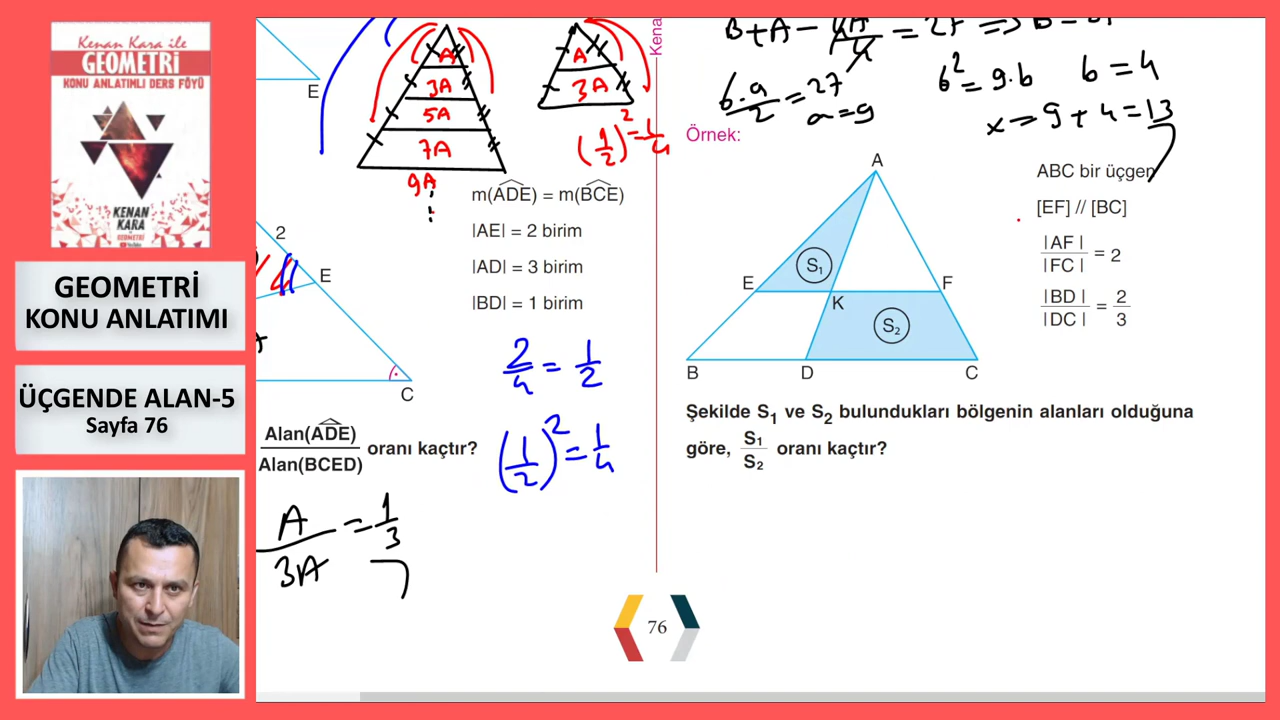 Kenan Kara ile
GEOMETRİ
KONU ANLATIMLI DERS FÖYÜ
KENAN
KARA
GEOMETRİ
GEOMETRİ
KONU ANLATIMI
ÜÇGENDE ALAN-5
Sayfa 76
E
A
3A
5A
7A
9A
A
3A
(1/2)² = 1/4
Kena
2
E
C
m(ADE) = m(BCE)
|AE| = 2 birim
|AD| = 3 birim
|BD| = 1 birim
2/4 = 1/2
(1/2)² = 1/4
Alan(ADE)
Alan(BCED)
oranı kaçtır?
A/3A = 1/3
6.a/2 = 27
a = 9
6² = 9.b
b = 4
x = 9 + 4 = 13
Örnek:
A
S₁
E
K
F
S₂
B
D
C
ABC bir üçgen
[EF] // [BC]
|AF| / |FC| = 2
|BD| / |DC| = 2/3
Şekilde S₁ ve S₂ bulundukları bölgenin alanları olduğuna
göre, S₁/S₂ oranı kaçtır?
76